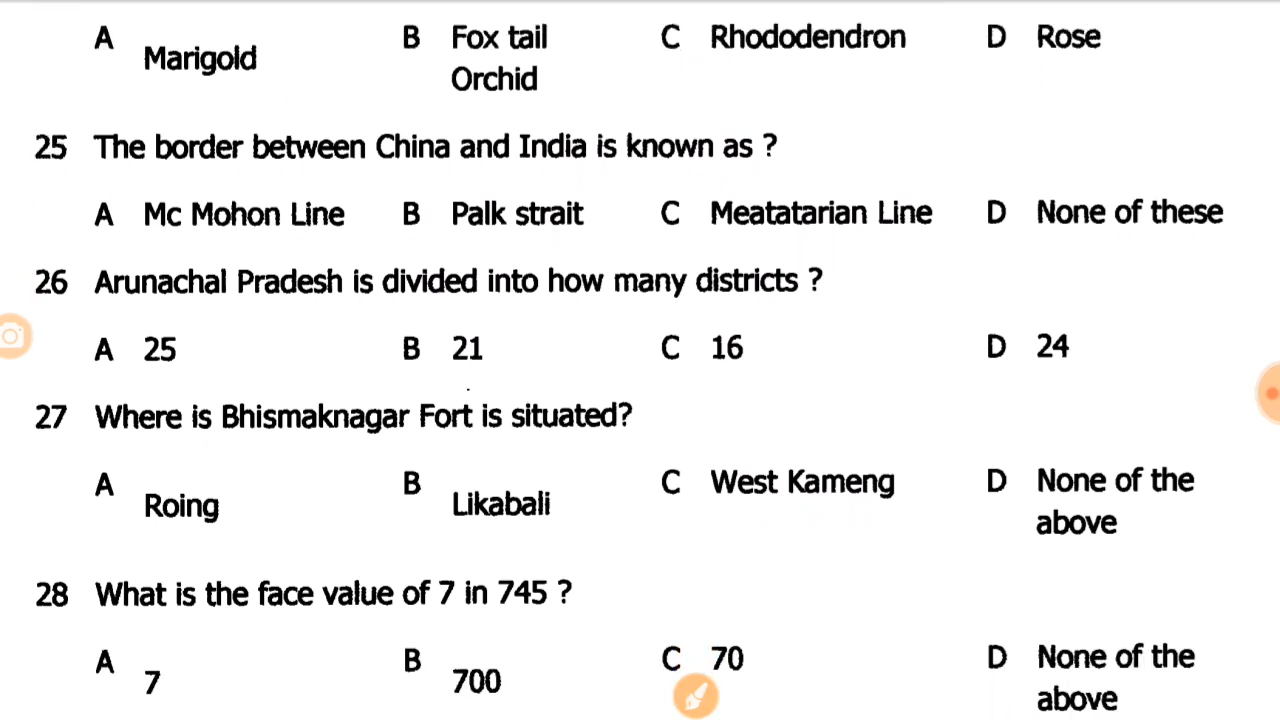 A Marigold B Fox tail Orchid C Rhododendron D Rose
25 The border between China and India is known as ?
A Mc Mohon Line B Palk strait C Meatatarian Line D None of these
26 Arunachal Pradesh is divided into how many districts ?
A 25 B 21 C 16 D 24
27 Where is Bhismaknagar Fort is situated?
A Roing B Likabali C West Kameng D None of the above
28 What is the face value of 7 in 745 ?
A 7 B 700 C 70 D None of the above